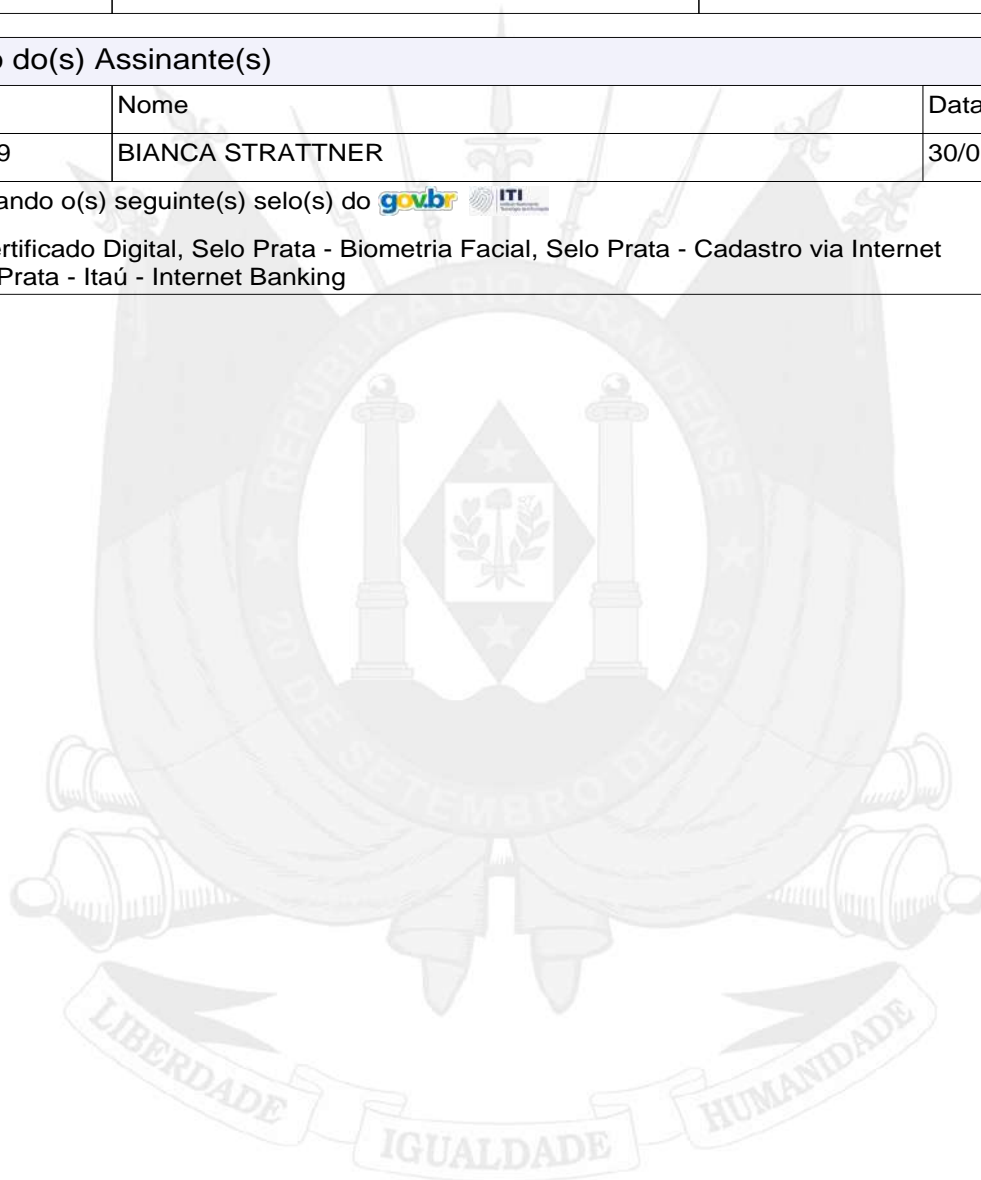 o do(s) Assinante(s)
Nome
Data
9
BIANCA STRATTNER
30/0
ando o(s) seguinte(s) selo(s) do gov.br ITI
ertificado Digital, Selo Prata - Biometria Facial, Selo Prata - Cadastro via Internet
Prata - Itaú - Internet Banking
REPÚBLICA RIO GRANDENSE
20 DE SETEMBRO DE 1835
LIBERDADE
IGUALDADE
HUMANIDADE